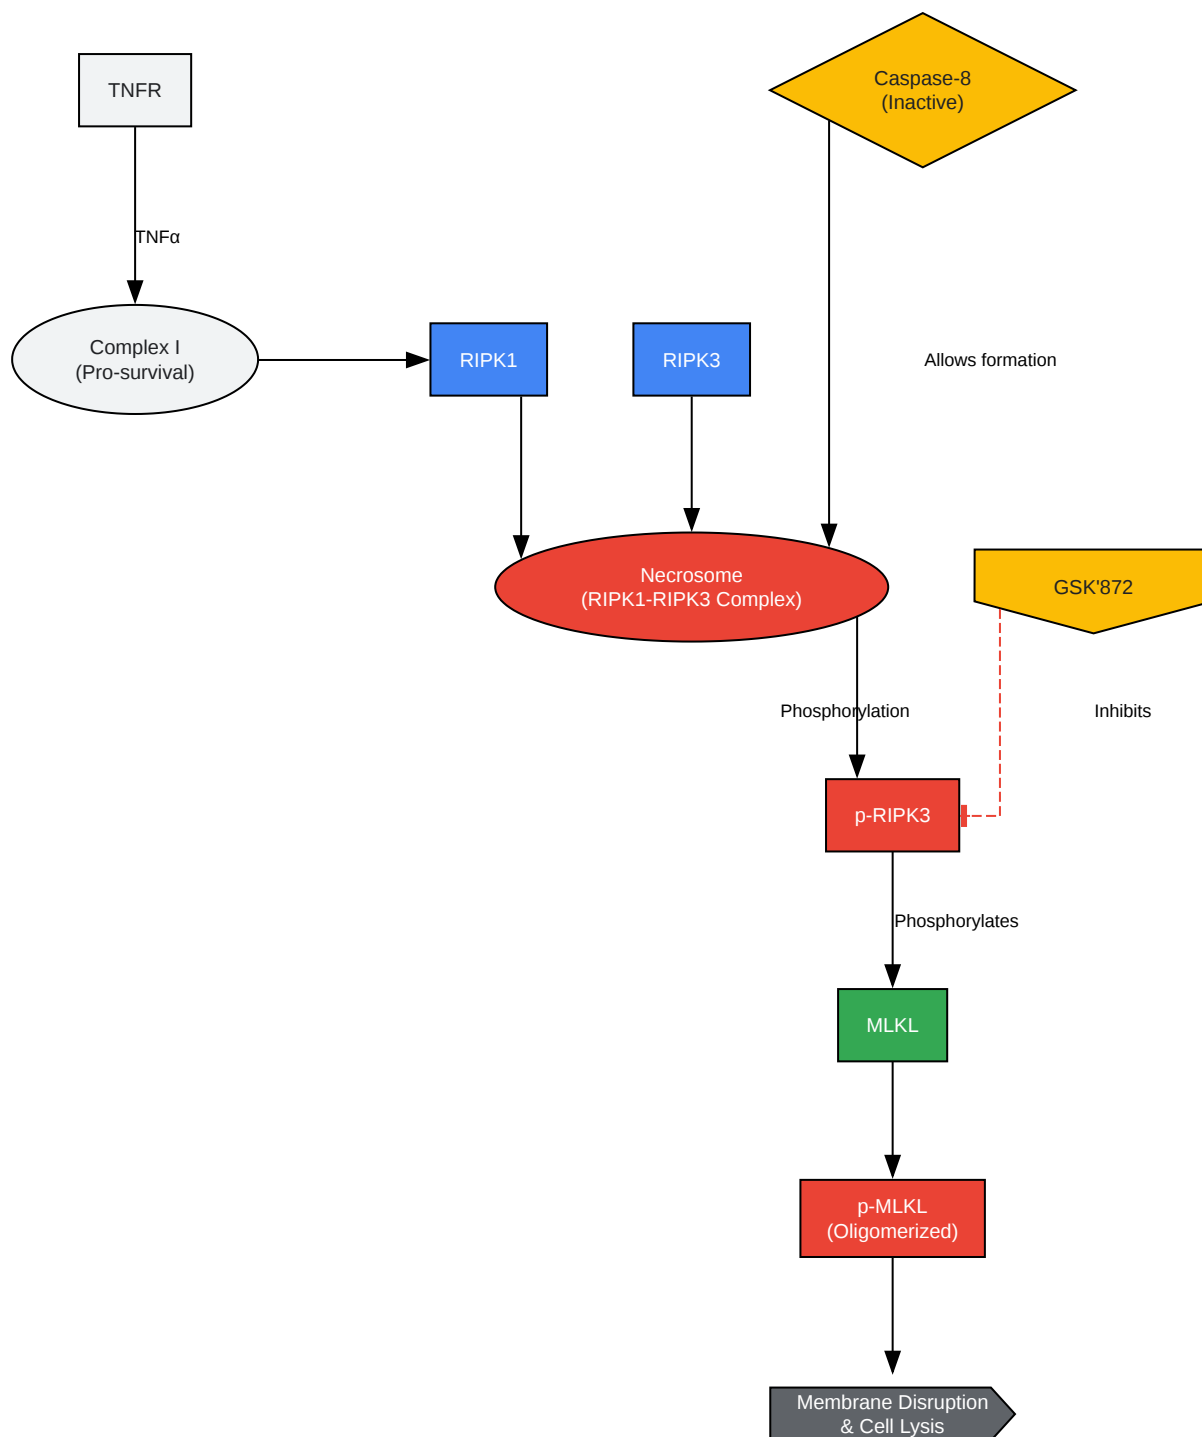 TNFR
Caspase-8
(Inactive)
TNFα
Complex I
(Pro-survival)
RIPK1
RIPK3
Allows formation
Necrosome
(RIPK1-RIPK3 Complex)
GSK'872
Phosphorylation
Inhibits
p-RIPK3
Phosphorylates
MLKL
p-MLKL
(Oligomerized)
Membrane Disruption
& Cell Lysis